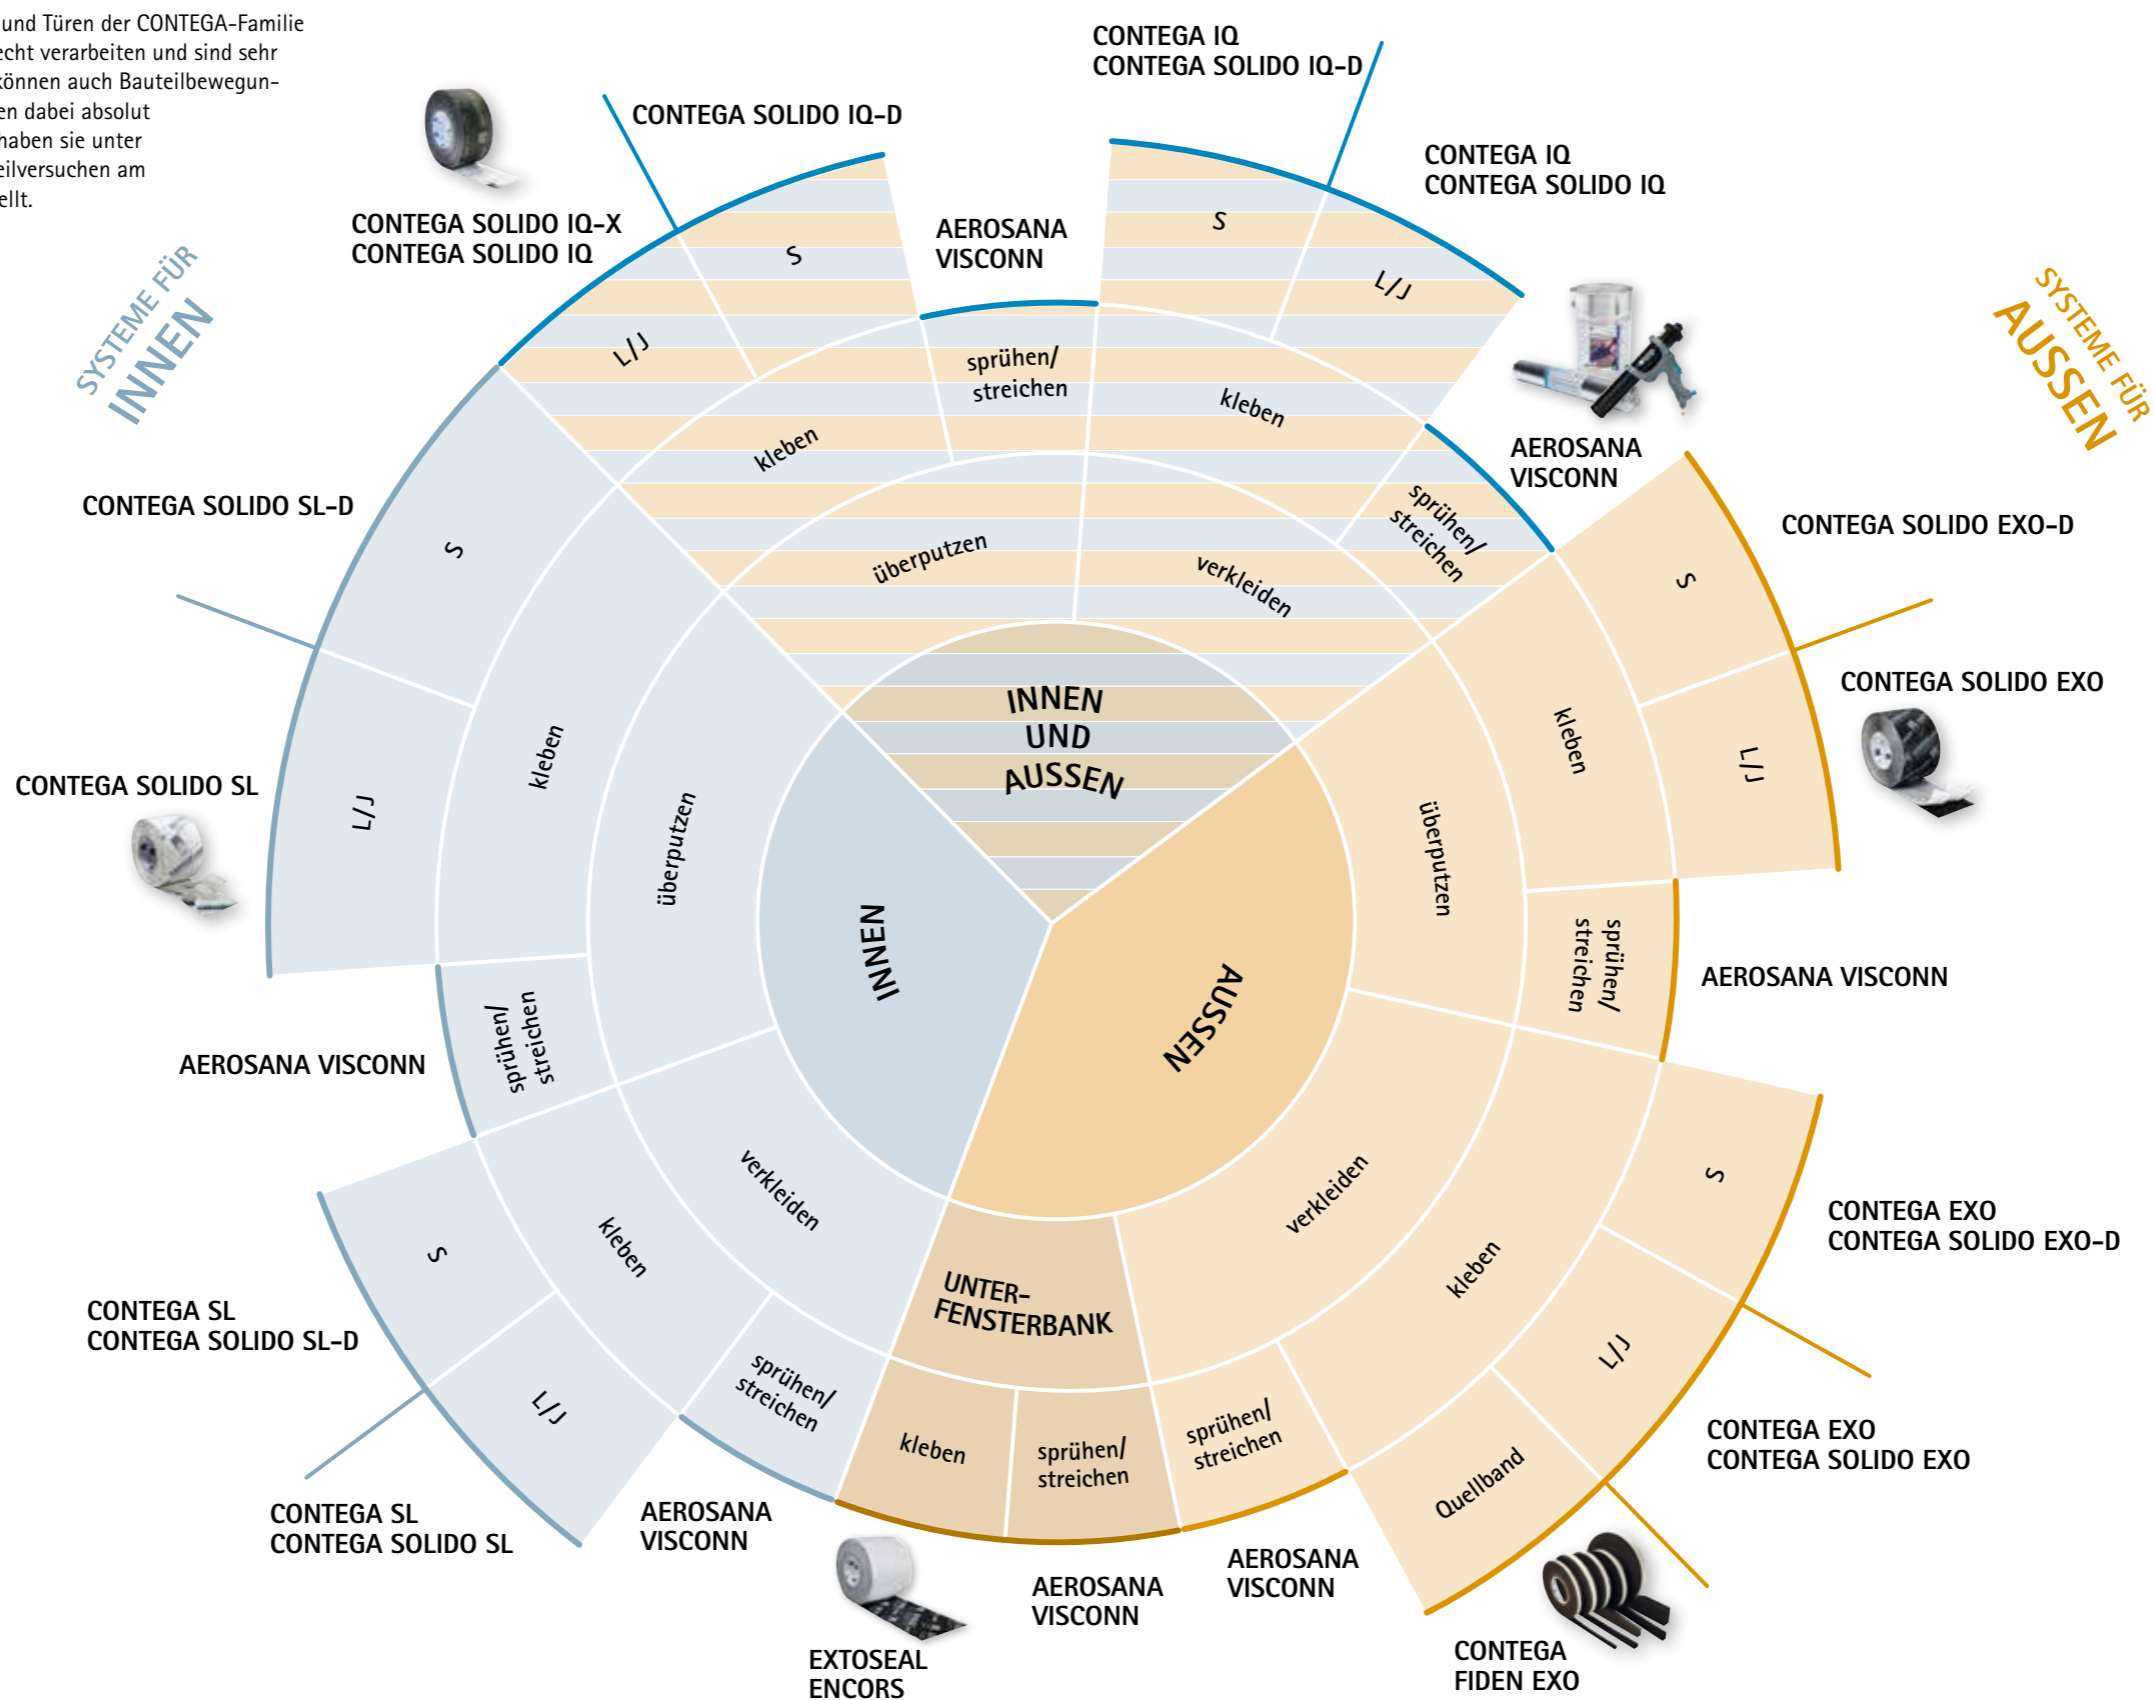 und Türen der CONTEGA-Familie
echt verarbeiten und sind sehr
können auch Bauteilbewegun-
en dabei absolut
haben sie unter
eilversuchen am
ellt.
SYSTEME FÜR
INNEN
SYSTEME FÜR
AUSSEN
CONTEGA IQ
CONTEGA SOLIDO IQ-D
CONTEGA SOLIDO IQ-D
CONTEGA IQ
CONTEGA SOLIDO IQ
CONTEGA SOLIDO IQ-X
CONTEGA SOLIDO IQ
AEROSANA
VISCONN
S
L/J
S
L/J
sprühen/
streichen
kleben
kleben
AEROSANA
VISCONN
sprühen/
streichen
überputzen
verkleiden
INNEN
UND
AUSSEN
CONTEGA SOLIDO SL-D
S
CONTEGA SOLIDO SL
L/J
kleben
überputzen
INNEN
AEROSANA VISCONN
sprühen/
streichen
verkleiden
kleben
S
L/J
sprühen/
streichen
CONTEGA SL
CONTEGA SOLIDO SL-D
CONTEGA SL
CONTEGA SOLIDO SL
AEROSANA
VISCONN
CONTEGA SOLIDO EXO-D
S
CONTEGA SOLIDO EXO
L/J
kleben
überputzen
AUSSEN
sprühen/
streichen
AEROSANA VISCONN
verkleiden
kleben
S
L/J
Quellband
sprühen/
streichen
CONTEGA EXO
CONTEGA SOLIDO EXO-D
CONTEGA EXO
CONTEGA SOLIDO EXO
CONTEGA
FIDEN EXO
AEROSANA
VISCONN
UNTER-
FENSTERBANK
kleben
sprühen/
streichen
AEROSANA
VISCONN
EXTOSEAL
ENCORS